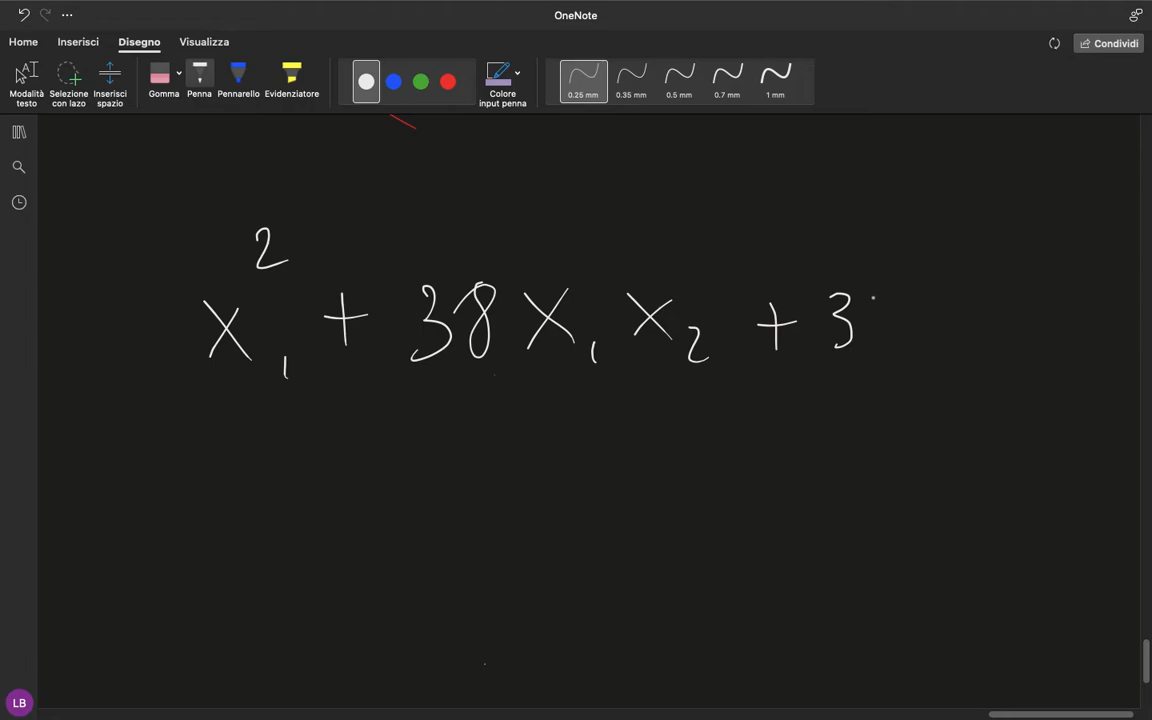 OneNote
Home Inserisci Disegno Visualizza
Condividi
Modalità testo
Selezione con lazo
Inserisci spazio
Gomma
Penna
Pennarello
Evidenziatore
Colore input penna
0.25 mm 0.35 mm 0.5 mm 0.7 mm 1 mm
x₁² + 38 x₁ x₂ + 3
LB